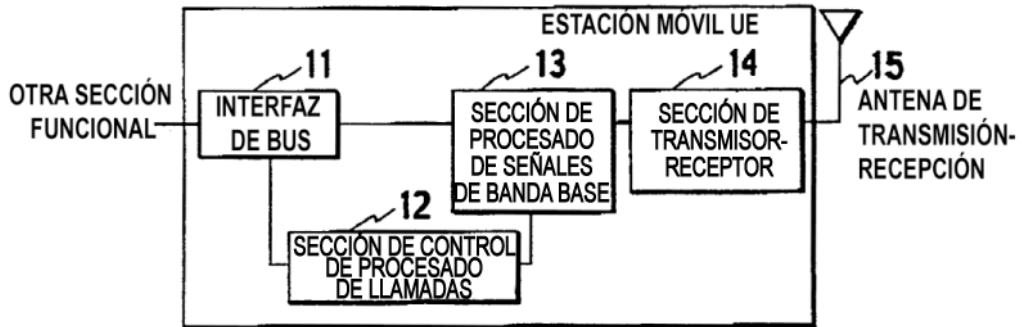 ESTACIÓN MÓVIL UE
11
13
14
15
OTRA SECCIÓN
FUNCIONAL
INTERFAZ
DE BUS
SECCIÓN DE
PROCESADO
DE SEÑALES
DE BANDA BASE
SECCIÓN DE
TRANSMISOR-
RECEPTOR
ANTENA DE
TRANSMISIÓN-
RECEPCIÓN
12
SECCIÓN DE CONTROL
DE PROCESADO
DE LLAMADAS